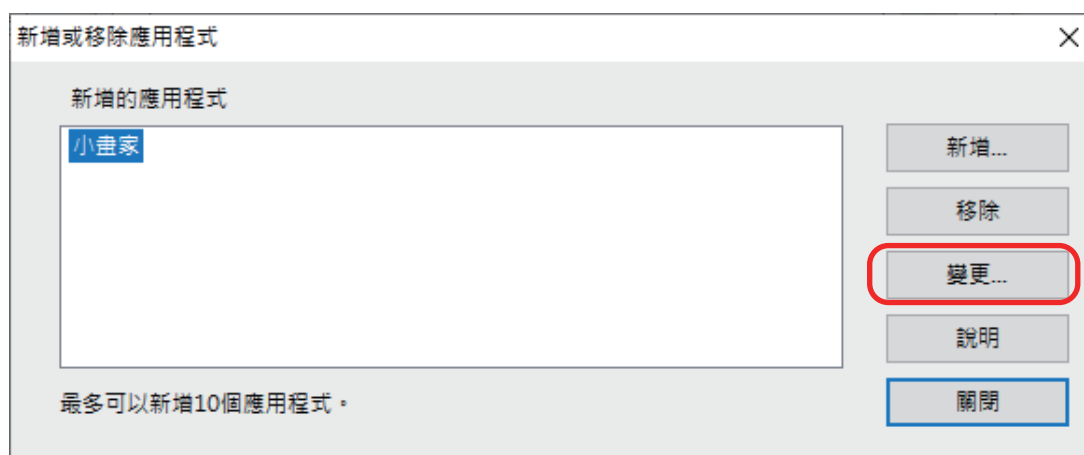 新增或移除應用程式
新增的應用程式
小畫家
新增...
移除
變更...
說明
關閉
最多可以新增10個應用程式。